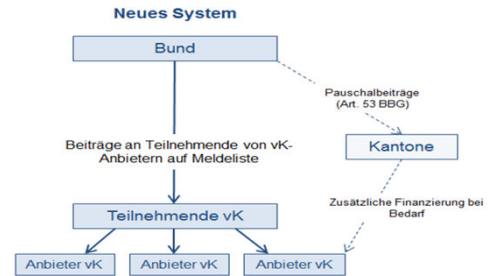 Neues System
Bund
Pauschalbeiträge
(Art. 53 BBG)
Beiträge an Teilnehmende von vK-
Anbietern auf Meldeliste
Kantone
Zusätzliche Finanzierung bei
Bedarf
Teilnehmende vK
Anbieter vK
Anbieter vK
Anbieter vK